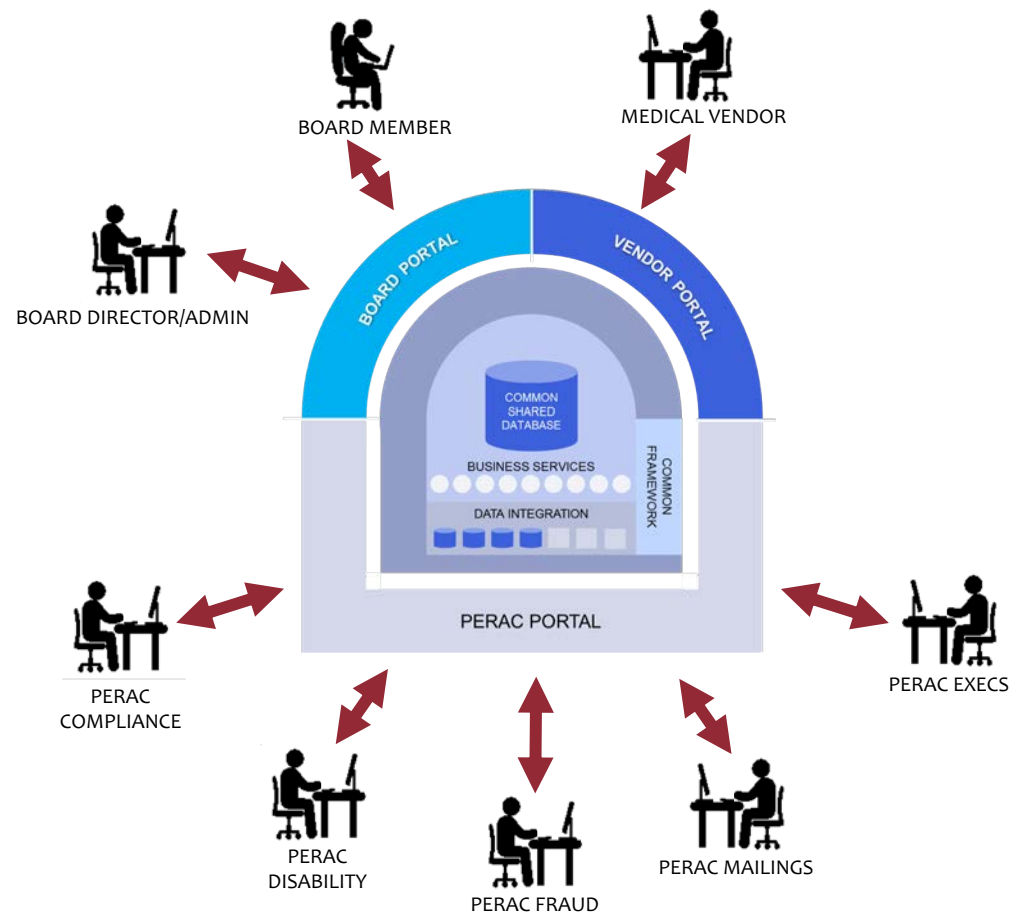 BOARD MEMBER
MEDICAL VENDOR
BOARD DIRECTOR/ADMIN
BOARD PORTAL
VENDOR PORTAL
COMMON
SHARED
DATABASE
BUSINESS SERVICES
COMMON
FRAMEWORK
DATA INTEGRATION
PERAC PORTAL
PERAC
COMPLIANCE
PERAC EXECS
PERAC
DISABILITY
PERAC FRAUD
PERAC MAILINGS